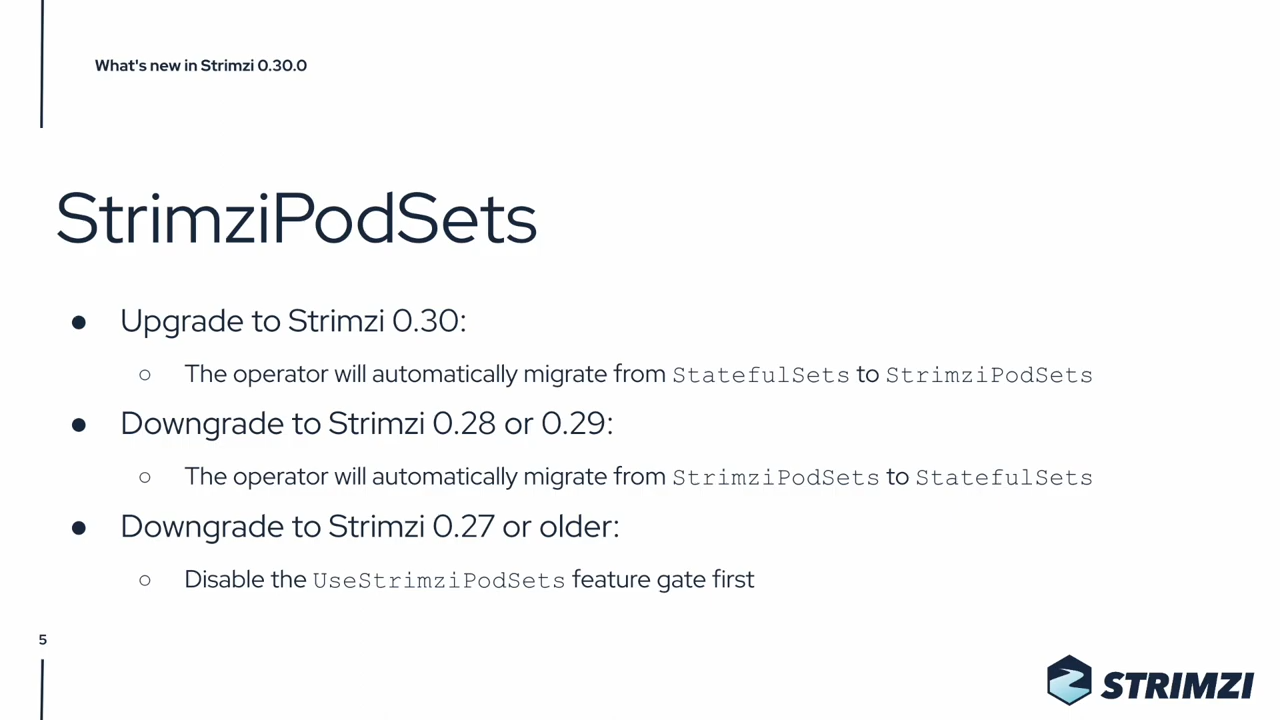 What's new in Strimzi 0.30.0
StrimziPodSets
● Upgrade to Strimzi 0.30:
○ The operator will automatically migrate from StatefulSets to StrimziPodSets
● Downgrade to Strimzi 0.28 or 0.29:
○ The operator will automatically migrate from StrimziPodSets to StatefulSets
● Downgrade to Strimzi 0.27 or older:
○ Disable the UseStrimziPodSets feature gate first
5
STRIMZI